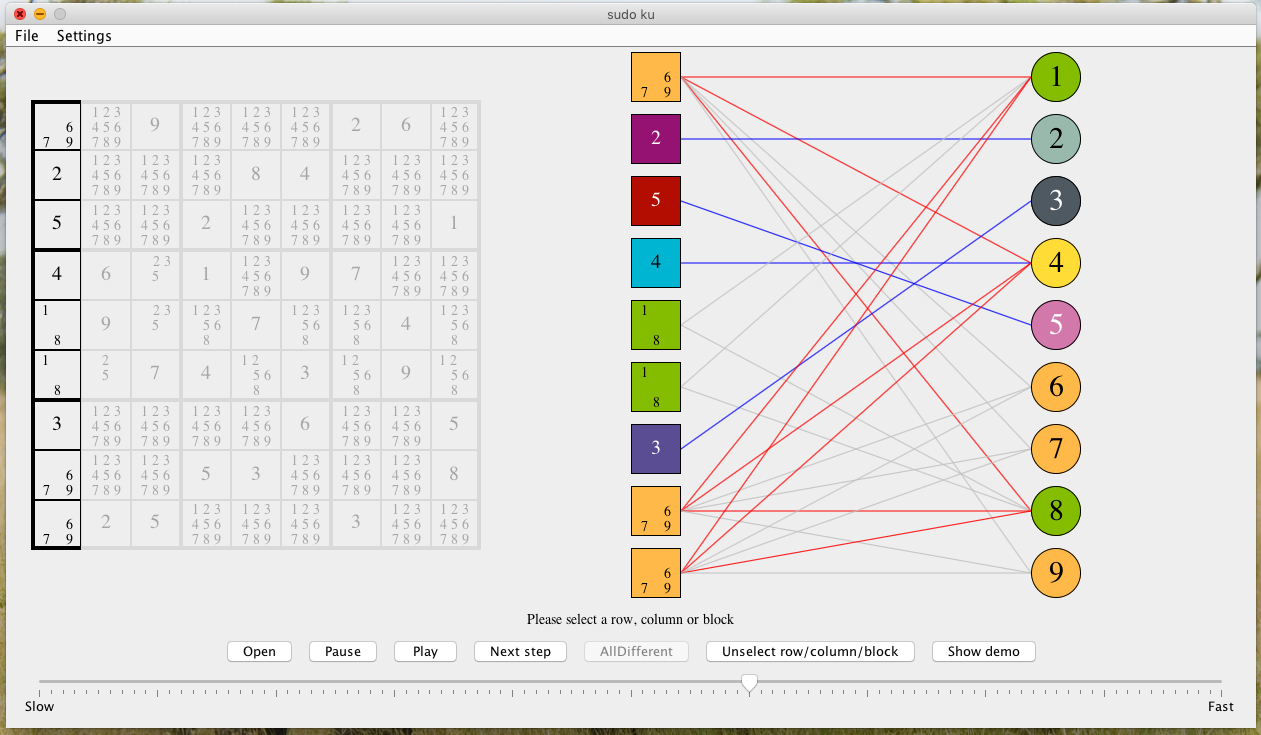 sudo ku
File Settings
1 2 3 1 2 3 1 2 3 1 2 3 1 2 3
6 4 5 6 9 4 5 6 4 5 6 4 5 6 2 6 4 5 6
7 9 7 8 9 7 8 9 7 8 9 7 8 9 7 8 9
1 2 3 1 2 3 1 2 3 1 2 3 1 2 3 1 2 3
2 4 5 6 4 5 6 4 5 6 8 4 4 5 6 4 5 6 4 5 6
7 8 9 7 8 9 7 8 9 7 8 9 7 8 9 7 8 9
1 2 3 1 2 3 1 2 3 1 2 3 1 2 3 1 2 3
5 4 5 6 4 5 6 2 4 5 6 4 5 6 4 5 6 4 5 6 1
7 8 9 7 8 9 7 8 9 7 8 9 7 8 9 7 8 9
2 3 1 2 3 1 2 3 1 2 3
4 6 5 1 4 5 6 9 7 4 5 6 4 5 6
7 8 9 7 8 9 7 8 9
1 2 3 1 2 3 1 2 3 1 2 3 1 2 3
9 5 5 6 7 5 6 5 6 4 5 6
8 8 8 8 8
1 2 1 2 1 2 1 2
5 7 4 5 6 3 5 6 9 5 6
8 8 8 8
1 2 3 1 2 3 1 2 3 1 2 3 1 2 3 1 2 3
3 4 5 6 4 5 6 4 5 6 4 5 6 6 4 5 6 4 5 6 5
7 8 9 7 8 9 7 8 9 7 8 9 7 8 9 7 8 9
1 2 3 1 2 3 1 2 3 1 2 3 1 2 3
6 4 5 6 4 5 6 5 3 4 5 6 4 5 6 4 5 6 8
7 9 7 8 9 7 8 9 7 8 9 7 8 9 7 8 9
1 2 3 1 2 3 1 2 3 1 2 3 1 2 3
6 2 5 4 5 6 4 5 6 4 5 6 3 4 5 6 4 5 6
7 9 7 8 9 7 8 9 7 8 9 7 8 9 7 8 9
6
7 9
2
5
4
1
8
1
8
3
6
7 9
6
7 9
1
2
3
4
5
6
7
8
9
Please select a row, column or block
Open Pause Play Next step AllDifferent Unselect row/column/block Show demo
Slow Fast